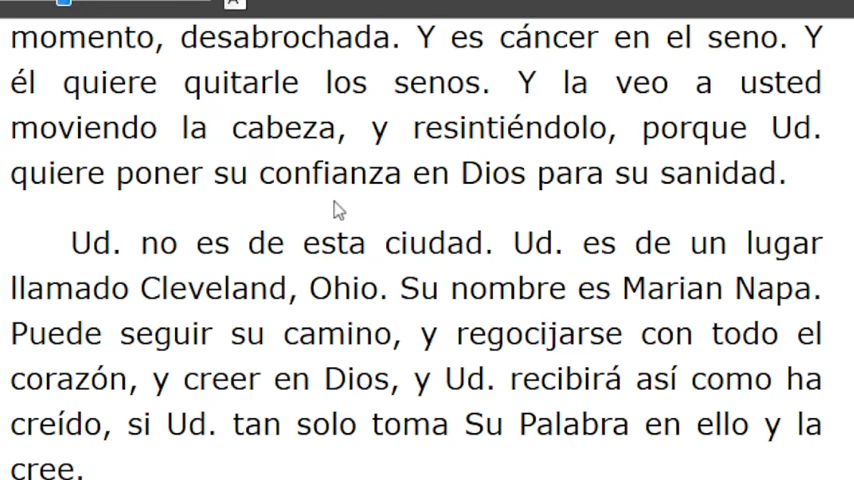 momento, desabrochada. Y es cáncer en el seno. Y
él quiere quitarle los senos. Y la veo a usted
moviendo la cabeza, y resintiéndolo, porque Ud.
quiere poner su confianza en Dios para su sanidad.
Ud. no es de esta ciudad. Ud. es de un lugar
llamado Cleveland, Ohio. Su nombre es Marian Napa.
Puede seguir su camino, y regocijarse con todo el
corazón, y creer en Dios, y Ud. recibirá así como ha
creído, si Ud. tan solo toma Su Palabra en ello y la
cree.